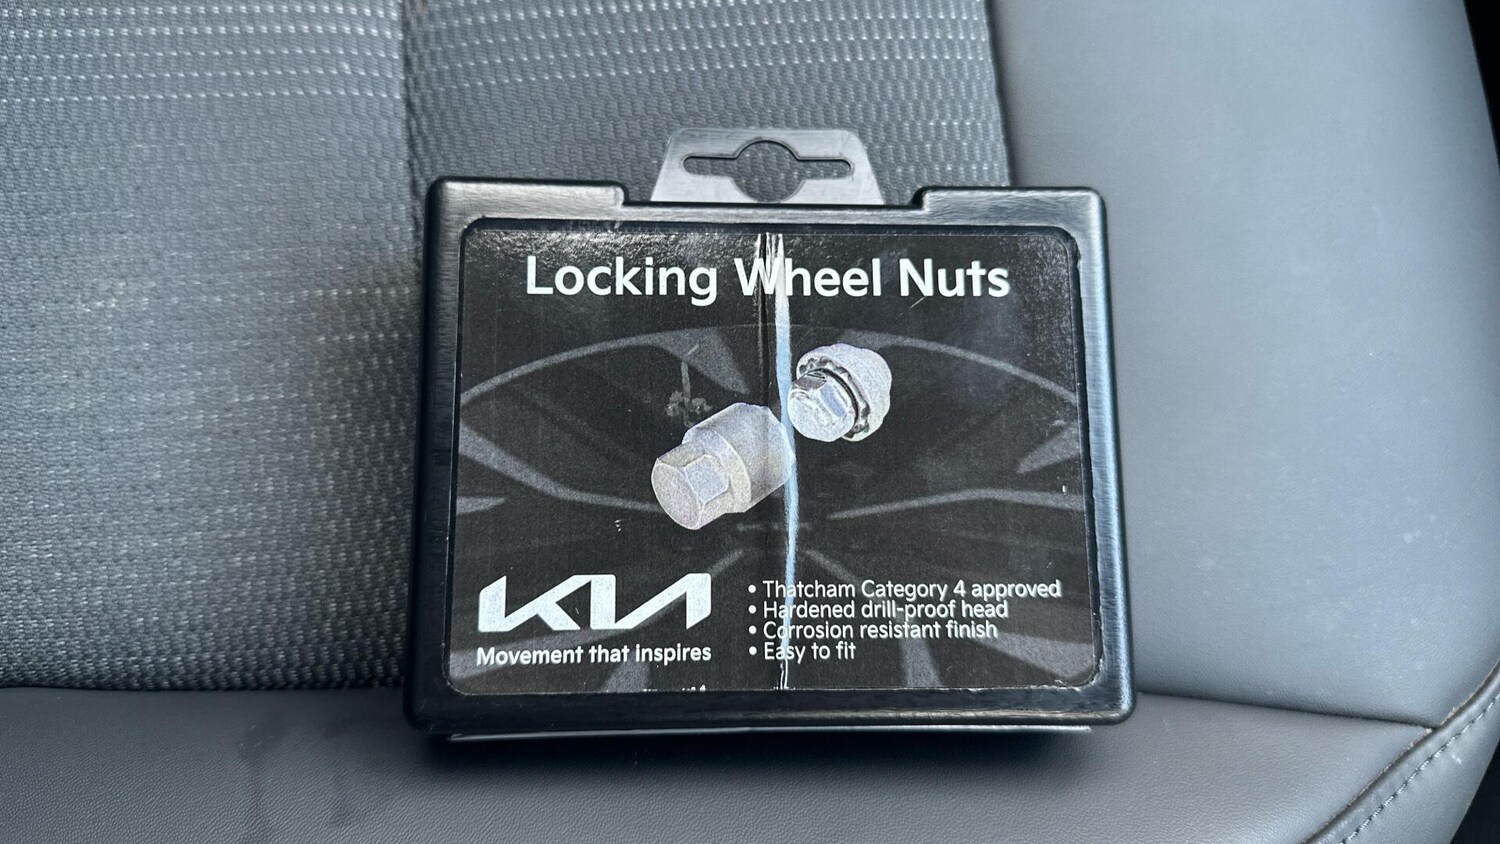 Locking Wheel Nuts
KIA
Movement that inspires
• Thatcham Category 4 approved
• Hardened drill-proof head
• Corrosion resistant finish
• Easy to fit